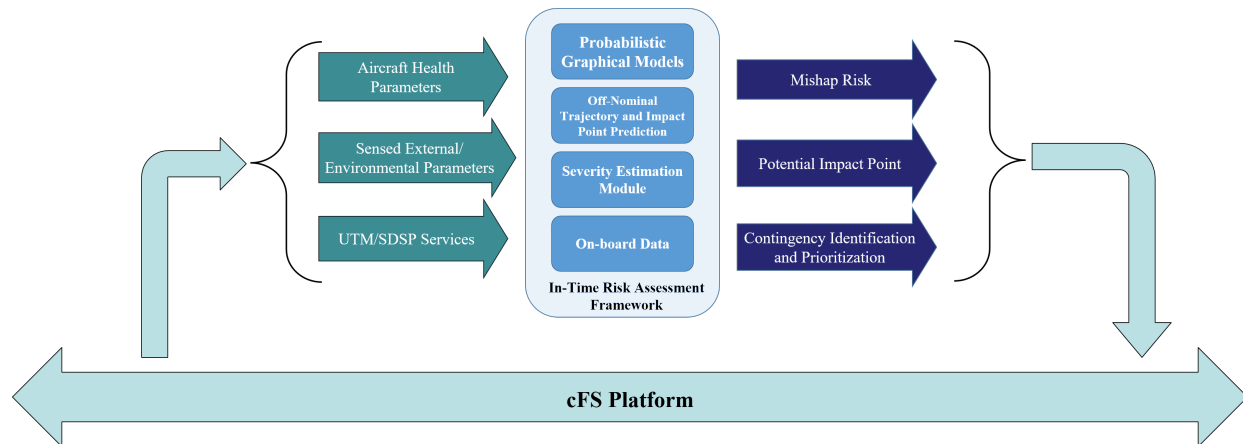 Aircraft Health
Parameters
Sensed External/
Environmental Parameters
UTM/SDSP Services
Probabilistic
Graphical Models
Off-Nominal
Trajectory and Impact
Point Prediction
Severity Estimation
Module
On-board Data
In-Time Risk Assessment
Framework
Mishap Risk
Potential Impact Point
Contingency Identification
and Prioritization
cFS Platform